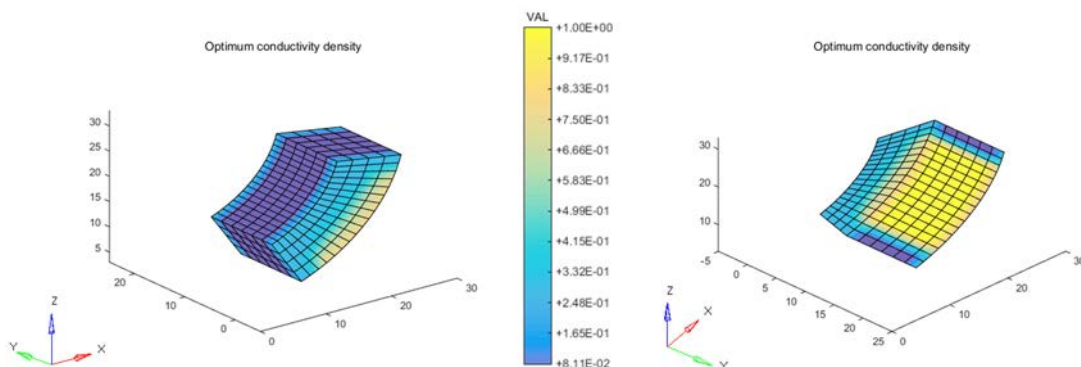 VAL
Optimum conductivity density
+1.00E+00
+9.17E-01
+8.33E-01
+7.50E-01
+6.66E-01
+5.83E-01
+4.99E-01
+4.15E-01
+3.32E-01
+2.48E-01
+1.65E-01
+8.11E-02
30
25
20
15
10
5
20
10
0
0
10
20
30
Z
Y
X
Optimum conductivity density
30
20
10
-5
0
5
10
15
20
25
0
10
20
30
Z
X
Y